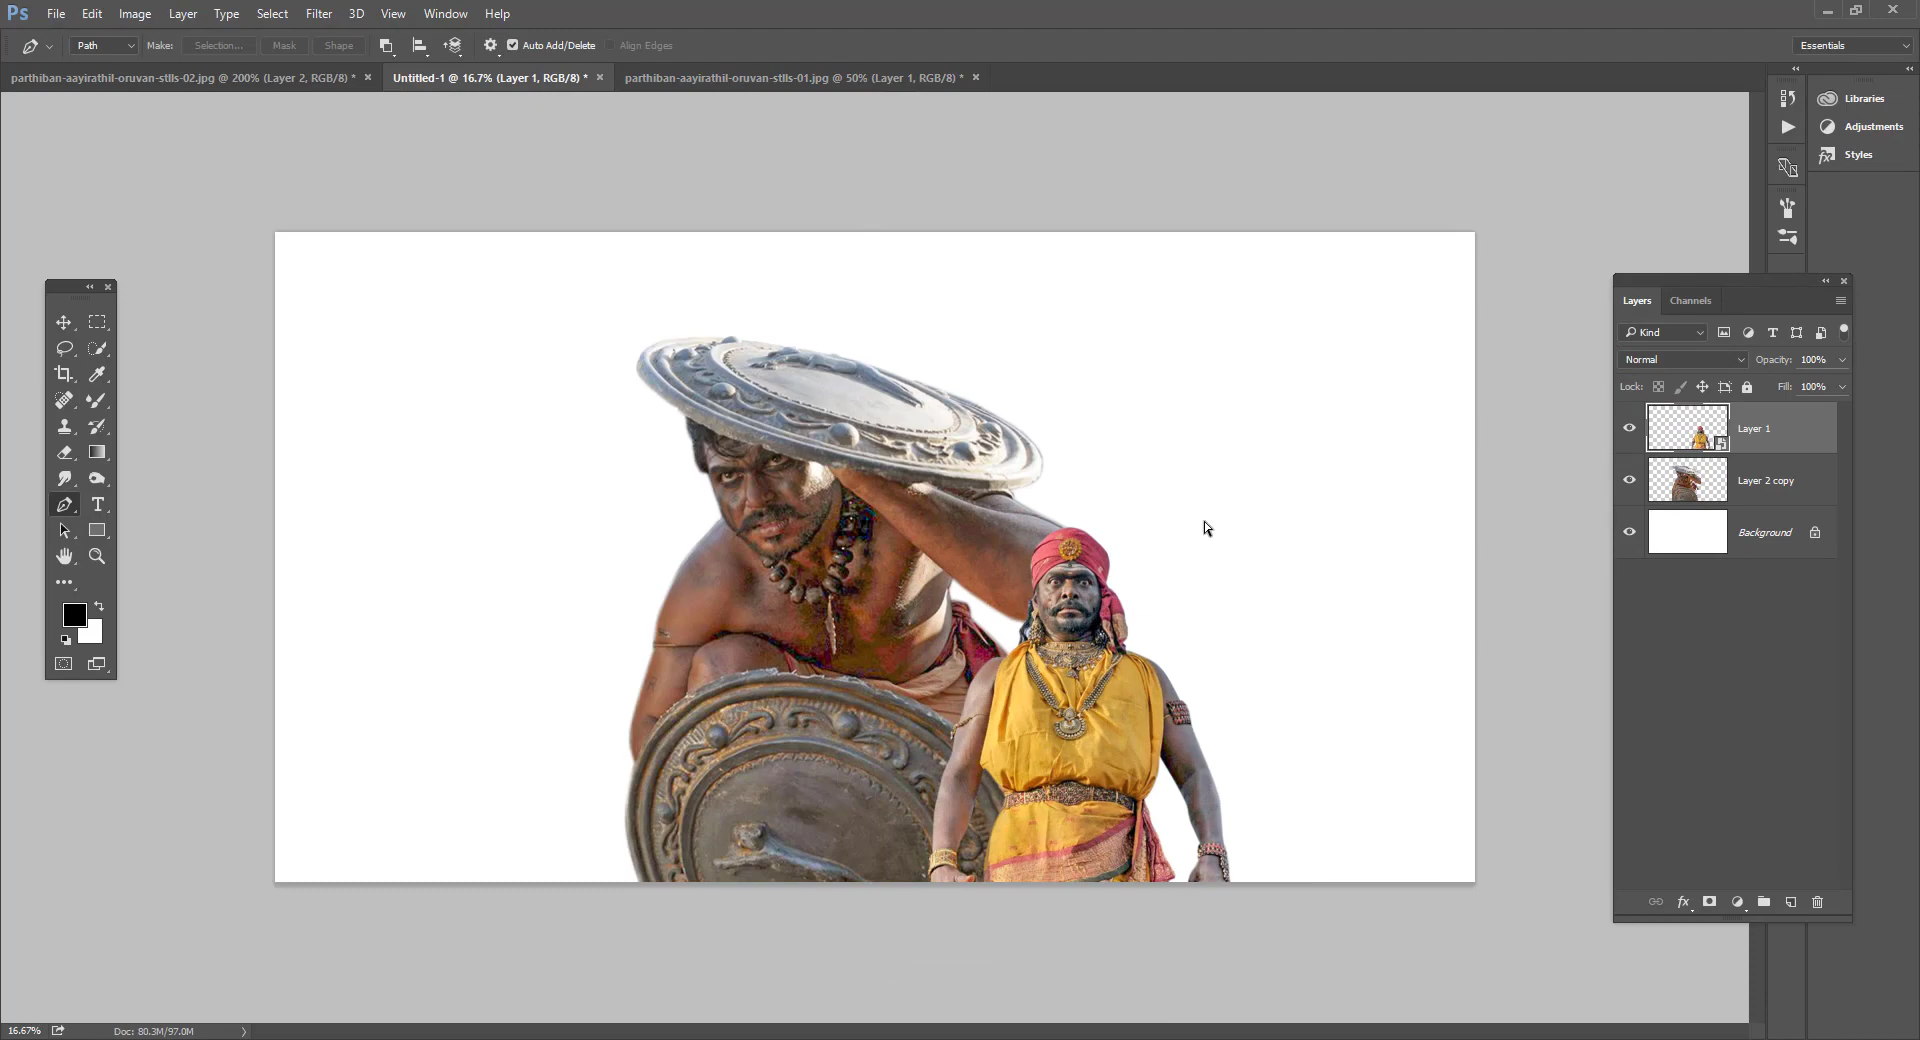 Ps File Edit Image Layer Type Select Filter 3D View Window Help
Path Make: Selection... Mask Shape Auto Add/Delete Align Edges Essentials
parthiban-aayirathil-oruvan-stlls-02.jpg @ 200% (Layer 2, RGB/8) * Untitled-1 @ 16.7% (Layer 1, RGB/8) * parthiban-aayirathil-oruvan-stlls-01.jpg @ 50% (Layer 1, RGB/8) *
Libraries
Adjustments
Styles
Layers Channels
Kind
Normal Opacity: 100%
Lock: Fill: 100%
Layer 1
Layer 2 copy
Background
16.67% Doc: 80.3M/97.0M